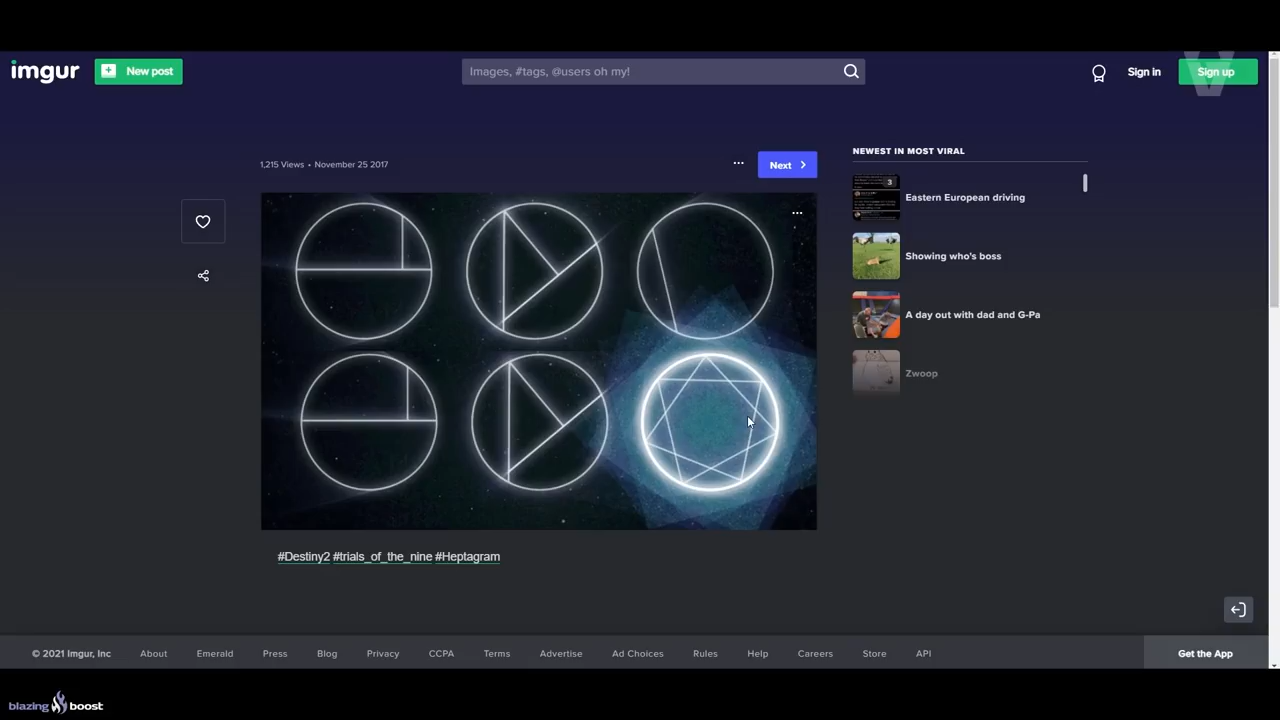 imgur
New post
Images, #tags, @users oh my!
Sign in
Sign up
1,215 Views • November 25 2017
Next
NEWEST IN MOST VIRAL
3
Eastern European driving
Showing who's boss
A day out with dad and G-Pa
Zwoop
#Destiny2 #trials_of_the_nine #Heptagram
© 2021 Imgur, Inc
About
Emerald
Press
Blog
Privacy
CCPA
Terms
Advertise
Ad Choices
Rules
Help
Careers
Store
API
Get the App
blazing boost